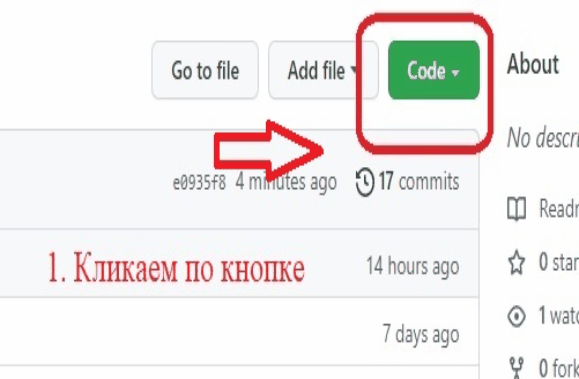 Go to file
Add file
Code
About
No descri
e0935f8 4 minutes ago 17 commits
Readr
1. Кликаем по кнопке
14 hours ago
0 star
1 watc
7 days ago
0 fork